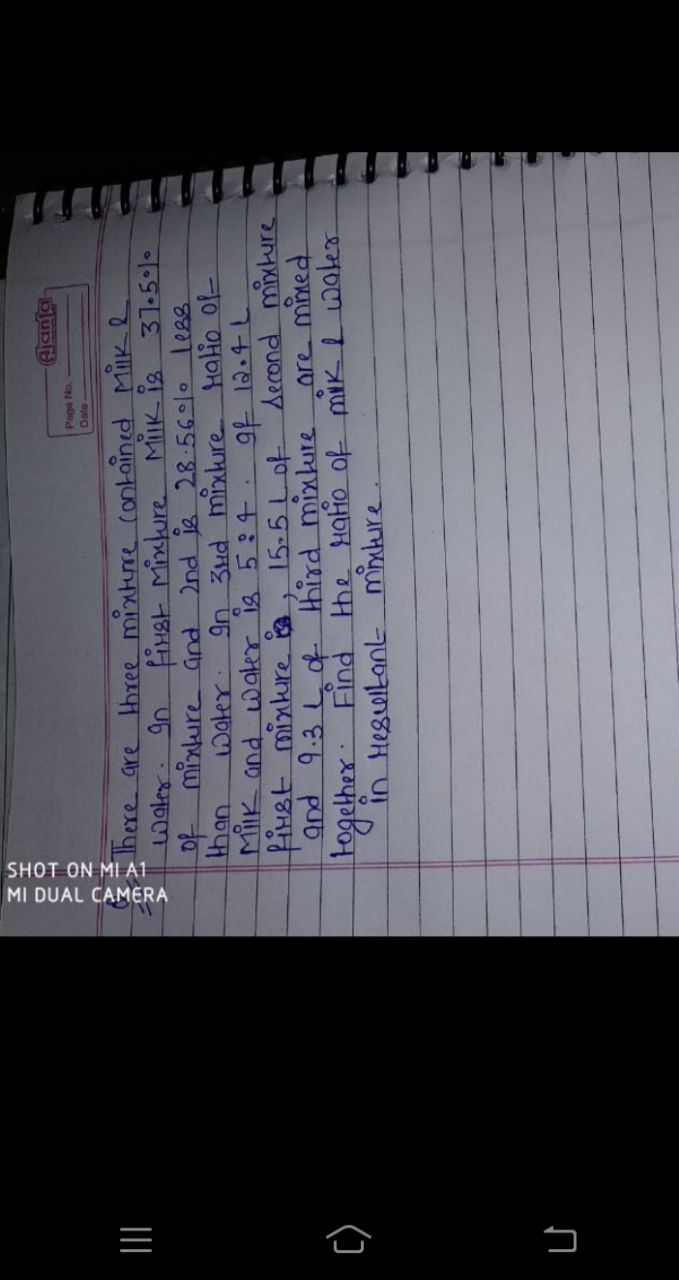 Ajanta
Page No.
Date
Q= There are three mixture contained Milk &
water. In first mixture Milk is 37.5%
of mixture and 2nd is 28.56% less
than water. In 3rd mixture ratio of
Milk and water is 5:4. If 12.4 L
first mixture, 15.5 L of second mixture
and 9.3 L of third mixture are mixed
together. Find the ratio of milk & water
in resultant mixture.
SHOT ON MI A1
MI DUAL CAMERA